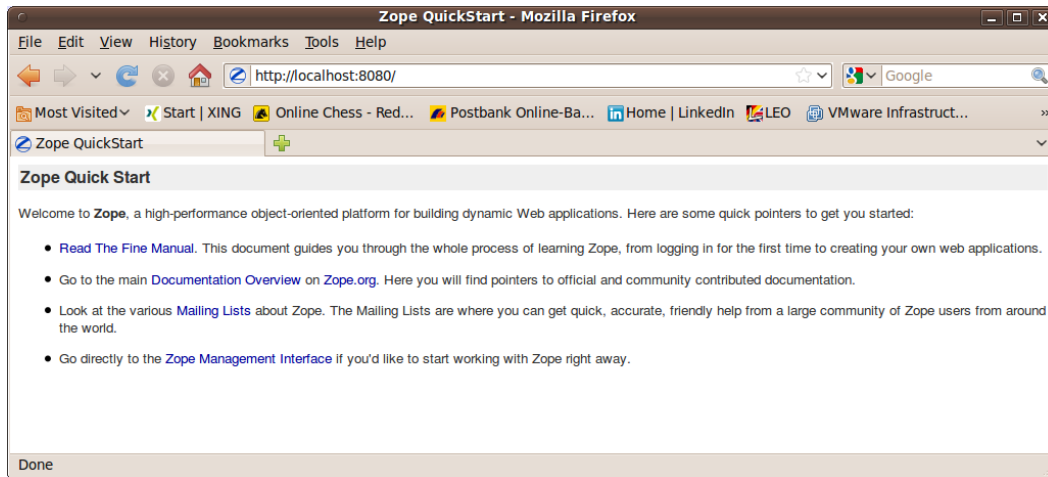 Zope QuickStart - Mozilla Firefox
File Edit View History Bookmarks Tools Help
http://localhost:8080/ Google
Most Visited Start | XING Online Chess - Red... Postbank Online-Ba... Home | LinkedIn LEO VMware Infrastruct... »
Zope QuickStart
Zope Quick Start
Welcome to Zope, a high-performance object-oriented platform for building dynamic Web applications. Here are some quick pointers to get you started:
Read The Fine Manual. This document guides you through the whole process of learning Zope, from logging in for the first time to creating your own web applications.
Go to the main Documentation Overview on Zope.org. Here you will find pointers to official and community contributed documentation.
Look at the various Mailing Lists about Zope. The Mailing Lists are where you can get quick, accurate, friendly help from a large community of Zope users from around
the world.
Go directly to the Zope Management Interface if you'd like to start working with Zope right away.
Done